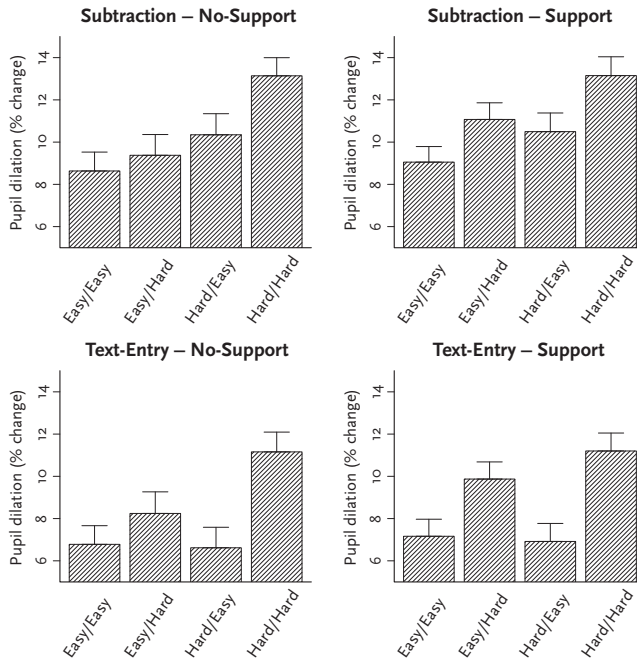 Subtraction – No-Support
Pupil dilation (% change)
14
12
10
8
6
Easy/Easy
Easy/Hard
Hard/Easy
Hard/Hard
Subtraction – Support
Pupil dilation (% change)
14
12
10
8
6
Easy/Easy
Easy/Hard
Hard/Easy
Hard/Hard
Text-Entry – No-Support
Pupil dilation (% change)
14
12
10
8
6
Easy/Easy
Easy/Hard
Hard/Easy
Hard/Hard
Text-Entry – Support
Pupil dilation (% change)
14
12
10
8
6
Easy/Easy
Easy/Hard
Hard/Easy
Hard/Hard